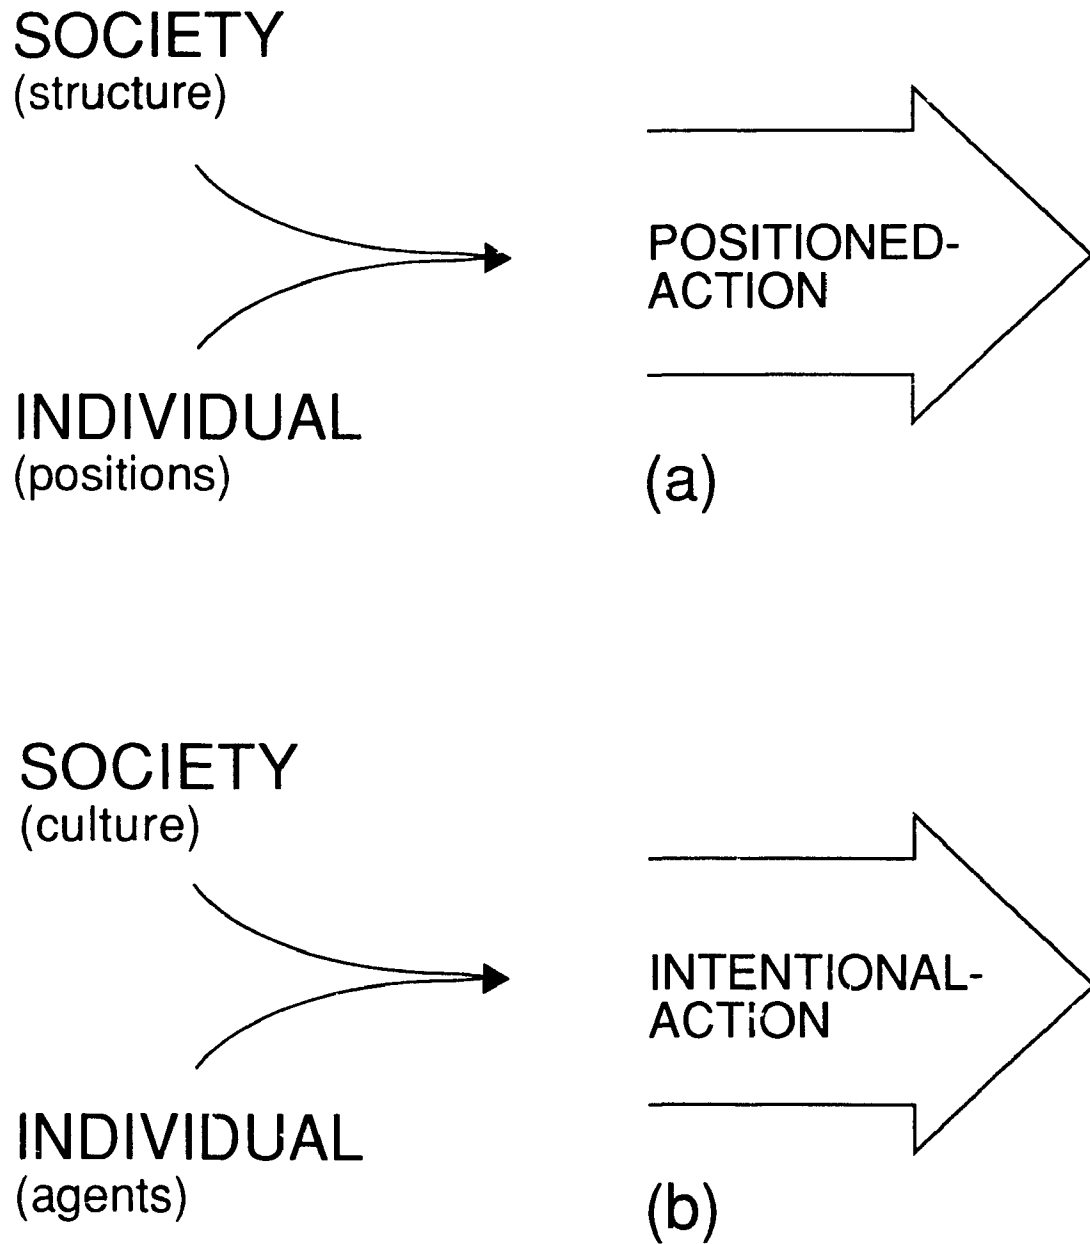 SOCIETY
(structure)
POSITIONED-
ACTION
INDIVIDUAL
(positions)
(a)
SOCIETY
(culture)
INTENTIONAL-
ACTION
INDIVIDUAL
(agents)
(b)